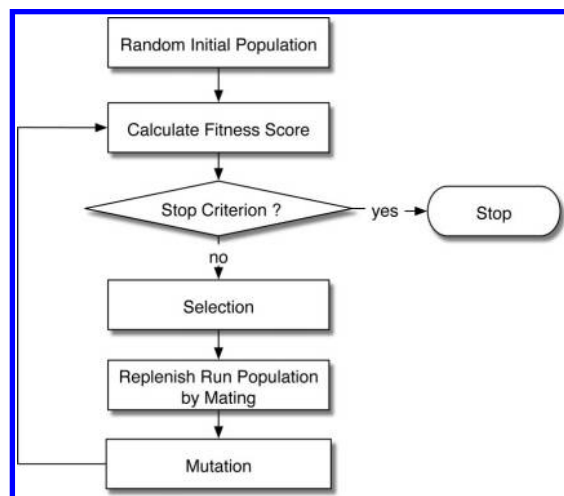 Random Initial Population
Calculate Fitness Score
Stop Criterion ?
yes
Stop
no
Selection
Replenish Run Population
by Mating
Mutation